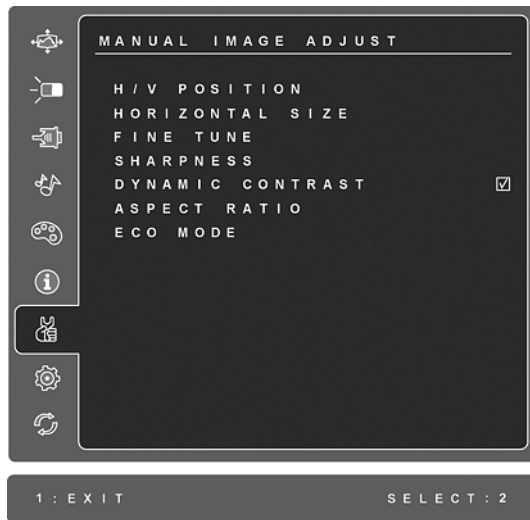 MANUAL IMAGE ADJUST
H/V POSITION
HORIZONTAL SIZE
FINE TUNE
SHARPNESS
DYNAMIC CONTRAST
ASPECT RATIO
ECO MODE
1:EXIT SELECT:2